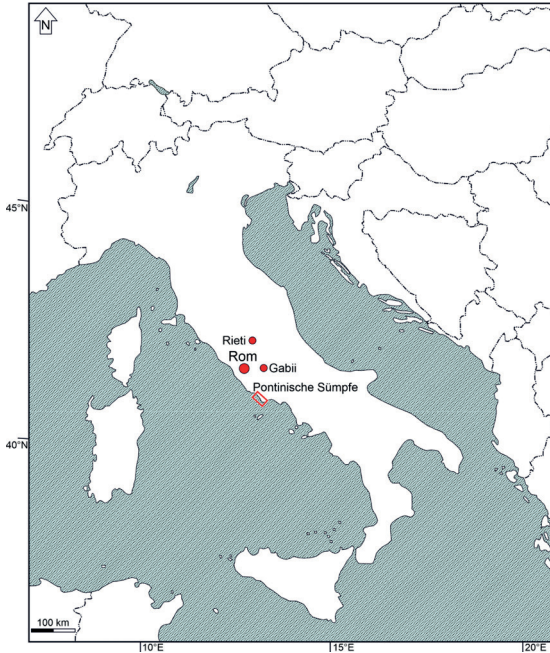 N
45°N
Rieti
Rom
Gabii
Pontinische Sümpfe
40°N
100 km
10°E
15°E
20°E